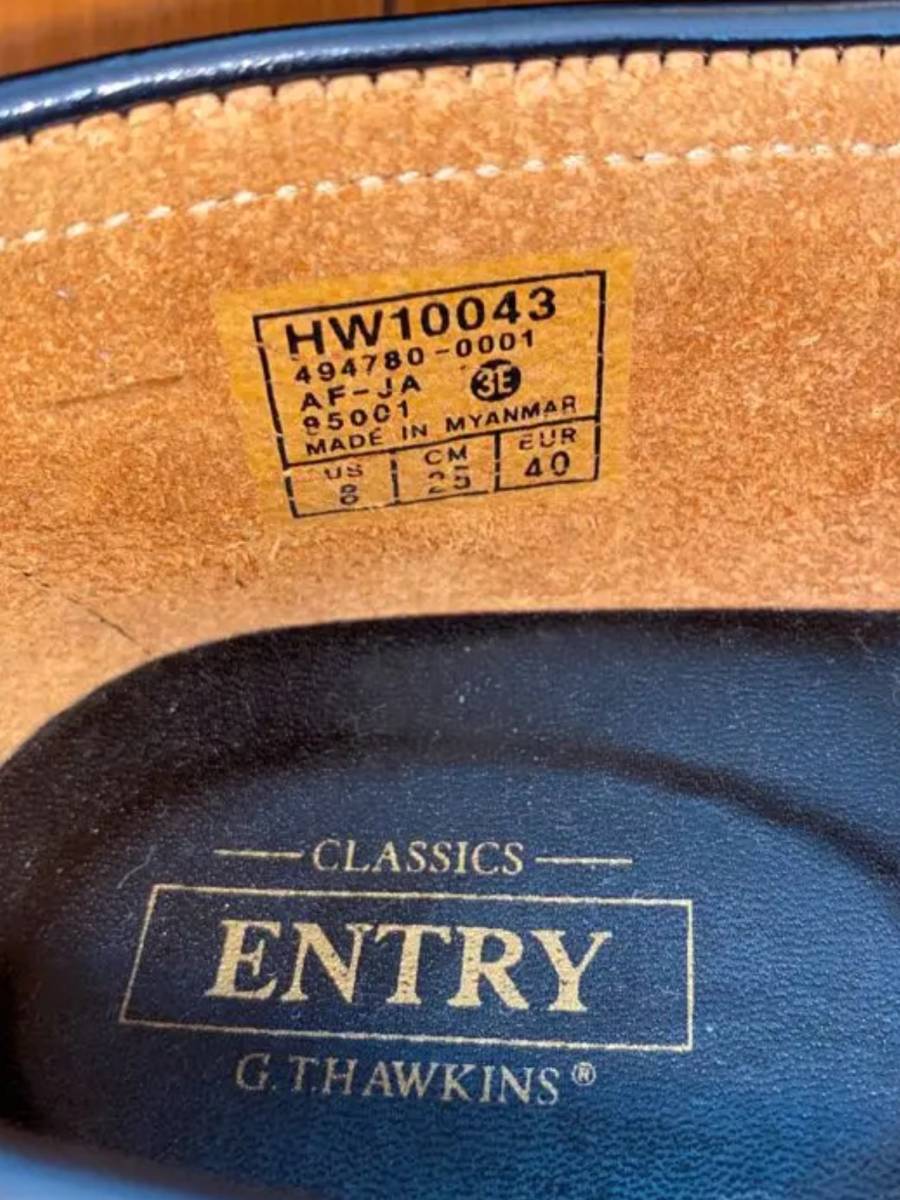 HW10043
494780-0001
AF-JA 3E
95001
MADE IN MYANMAR
US CM EUR
8 25 40
CLASSICS
ENTRY
G.T.HAWKINS®